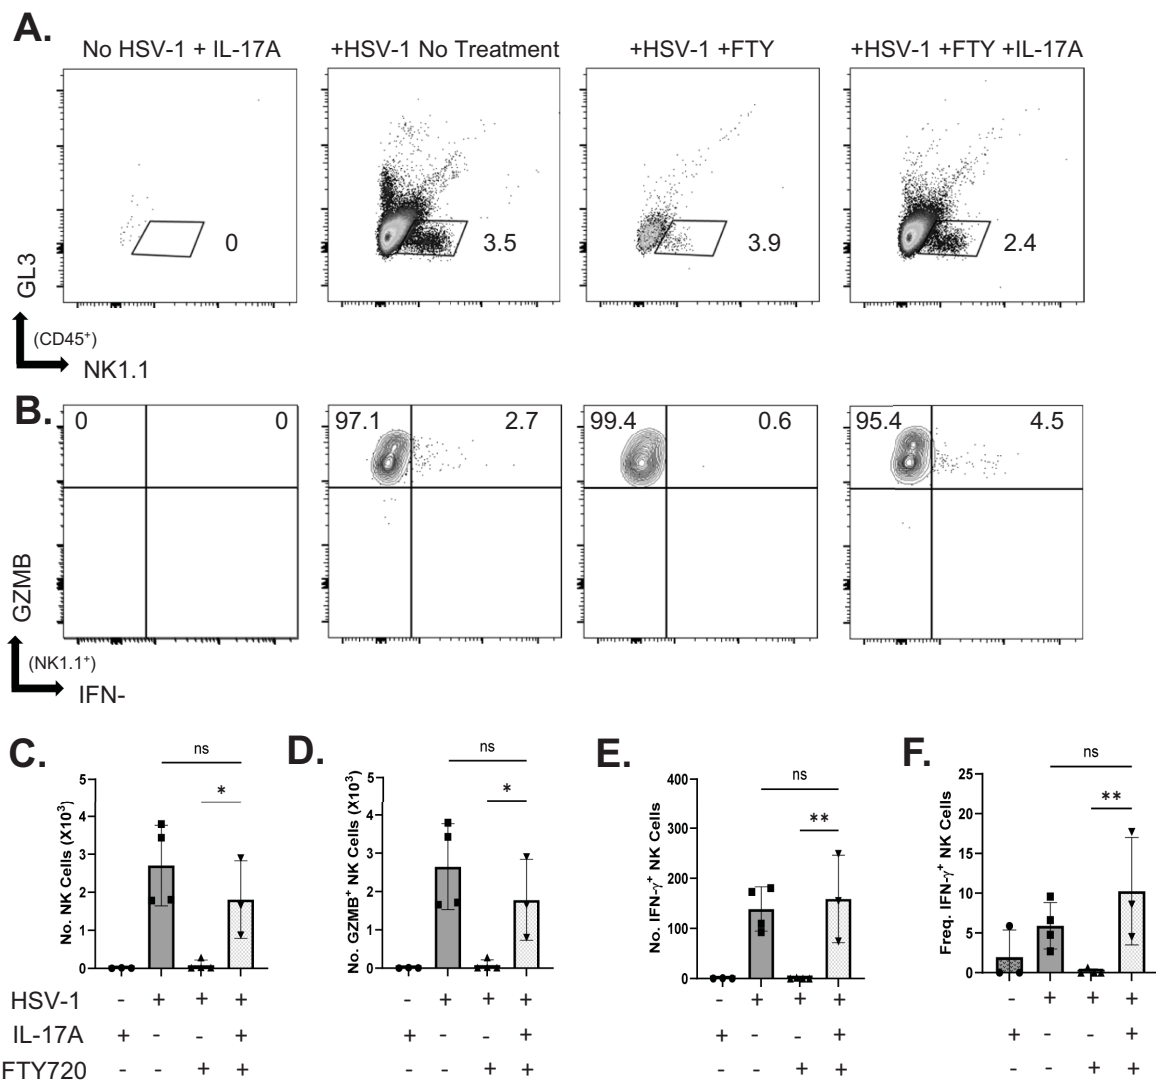 A.
No HSV-1 + IL-17A
+HSV-1 No Treatment
+HSV-1 +FTY
+HSV-1 +FTY +IL-17A
0
3.5
3.9
2.4
GL3
(CD45+)
NK1.1
B.
0 0
97.1 2.7
99.4 0.6
95.4 4.5
GZMB
(NK1.1+)
IFN-
C.
ns
*
No. NK Cells (X10³)
5
4
3
2
1
0
D.
ns
*
No. GZMB⁺ NK Cells (X10³)
5
4
3
2
1
0
E.
ns
**
No. IFN-γ⁺ NK Cells
400
300
200
100
0
F.
ns
**
Freq. IFN-γ⁺ NK Cells
25
20
15
10
5
0
HSV-1 - + + + - + + + - + + + - + + +
IL-17A + - - + + - - + + - - + + - - +
FTY720 - - + + - - + + - - + + - - + +